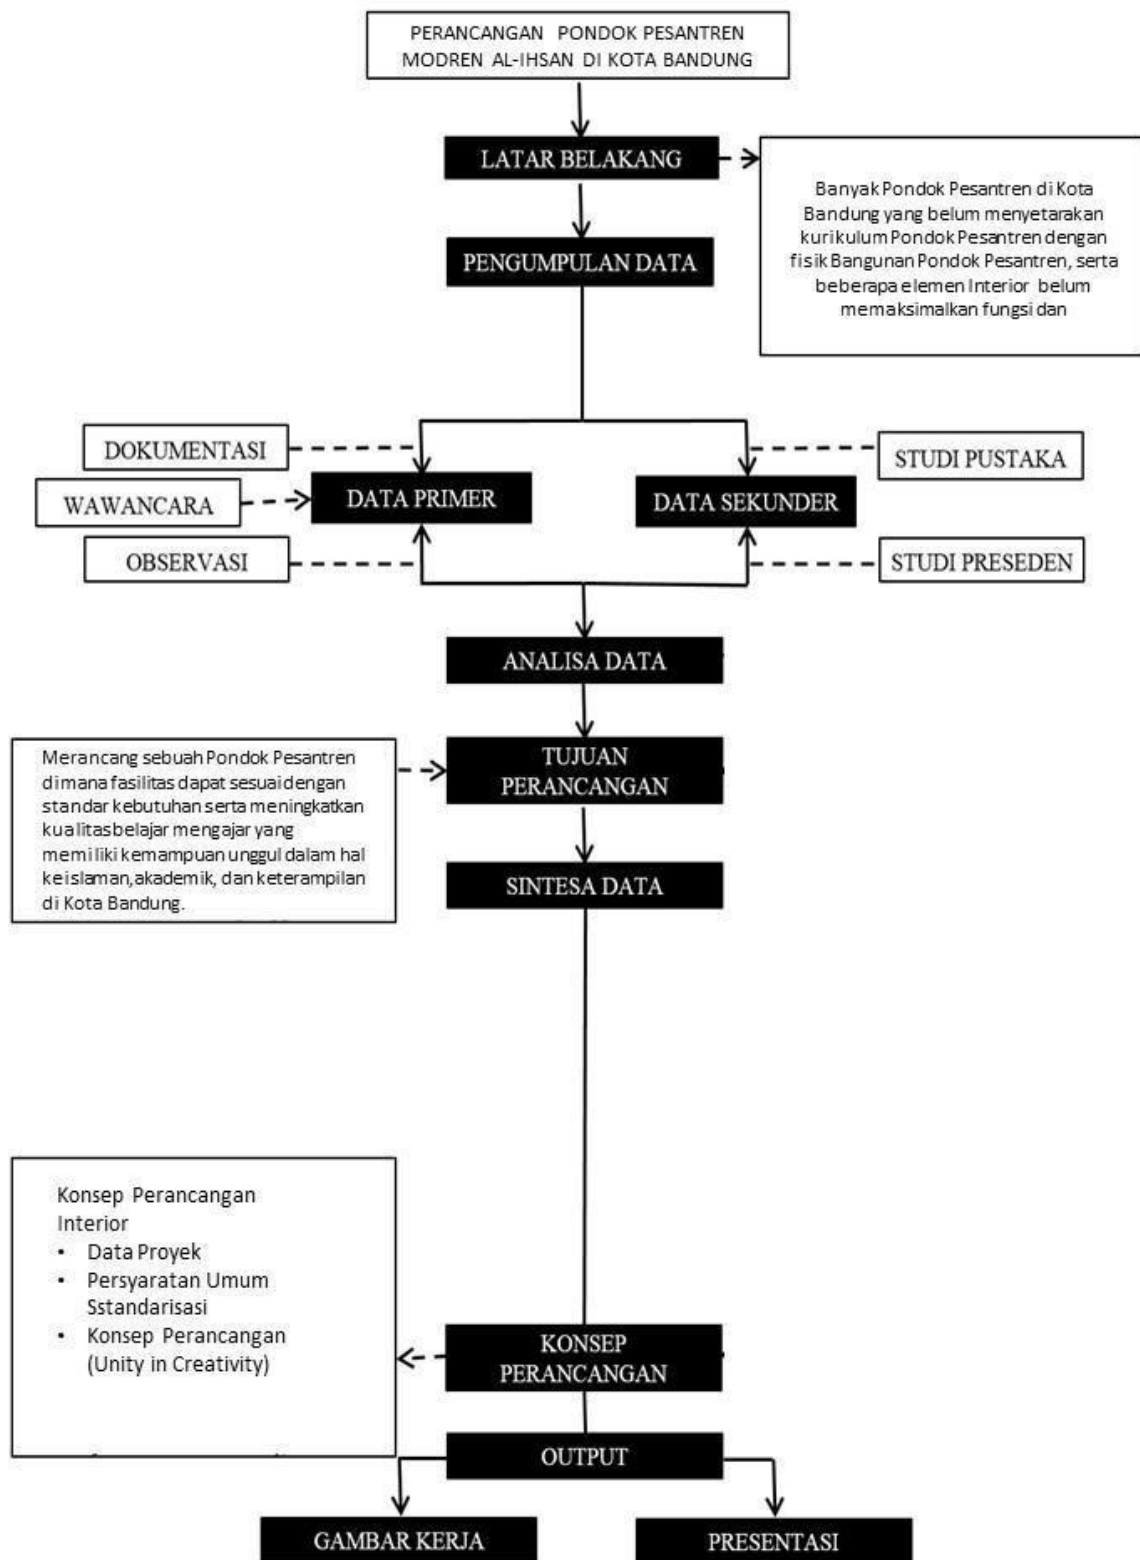 PERANCANGAN PONDOK PESANTREN
MODREN AL-IHSAN DI KOTA BANDUNG
LATAR BELAKANG
Banyak Pondok Pesantren di Kota
Bandung yang belum menyetarakan
kurikulum Pondok Pesantren dengan
fisik Bangunan Pondok Pesantren, serta
beberapa elemen Interior belum
memaksimalkan fungsi dan
PENGUMPULAN DATA
DOKUMENTASI
WAWANCARA
OBSERVASI
DATA PRIMER
DATA SEKUNDER
STUDI PUSTAKA
STUDI PRESEDEN
ANALISA DATA
TUJUAN
PERANCANGAN
Merancang sebuah Pondok Pesantren
dimana fasilitas dapat sesuai dengan
standar kebutuhan serta meningkatkan
kualitas belajar mengajar yang
memiliki kemampuan unggul dalam hal
keislaman, akademik, dan keterampilan
di Kota Bandung.
SINTESA DATA
Konsep Perancangan
Interior
• Data Proyek
• Persyaratan Umum
Sstandarisasi
• Konsep Perancangan
(Unity in Creativity)
KONSEP
PERANCANGAN
OUTPUT
GAMBAR KERJA
PRESENTASI